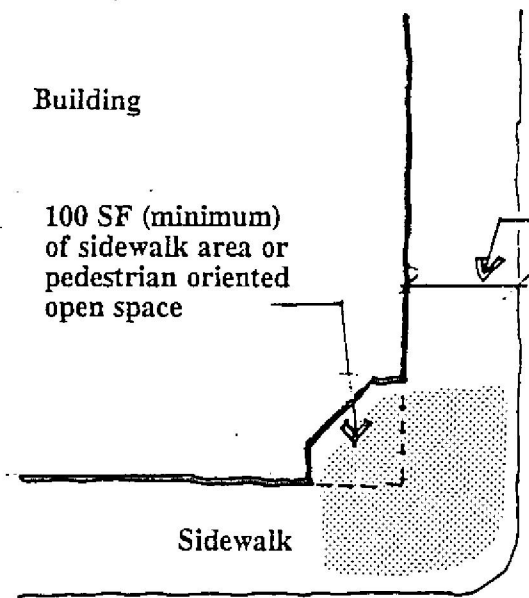 Building
100 SF (minimum)
of sidewalk area or
pedestrian oriented
open space
Sidewalk